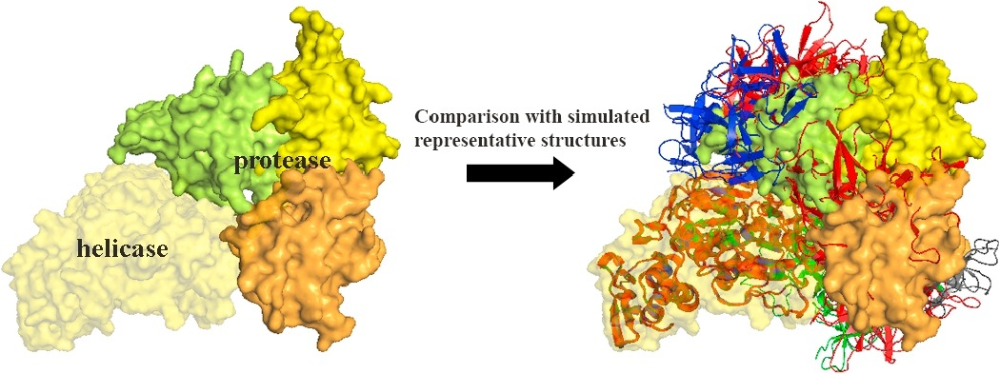 protease
helicase
Comparison with simulated
representative structures